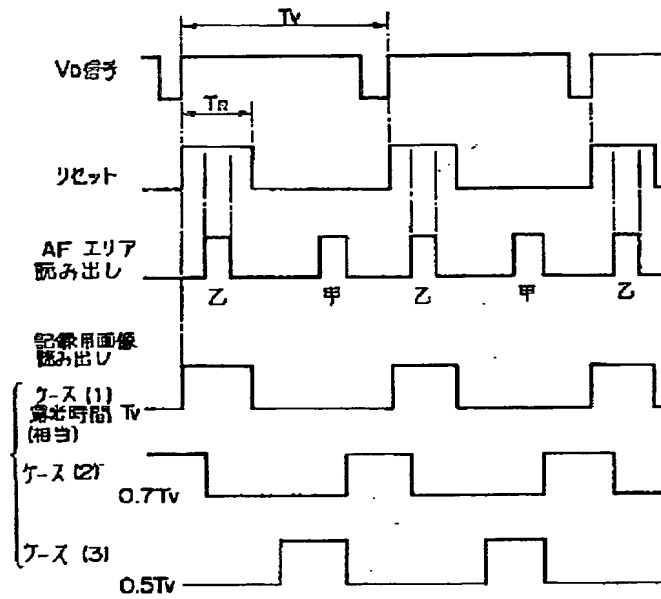 TV
VD信号
TR
リセット
AF エリア
読み出し
乙 甲 乙 甲 乙
記録用画像
読み出し
ケース (1)
露光時間 Tv
(相当)
ケース (2)
0.7Tv
ケース (3)
0.5Tv